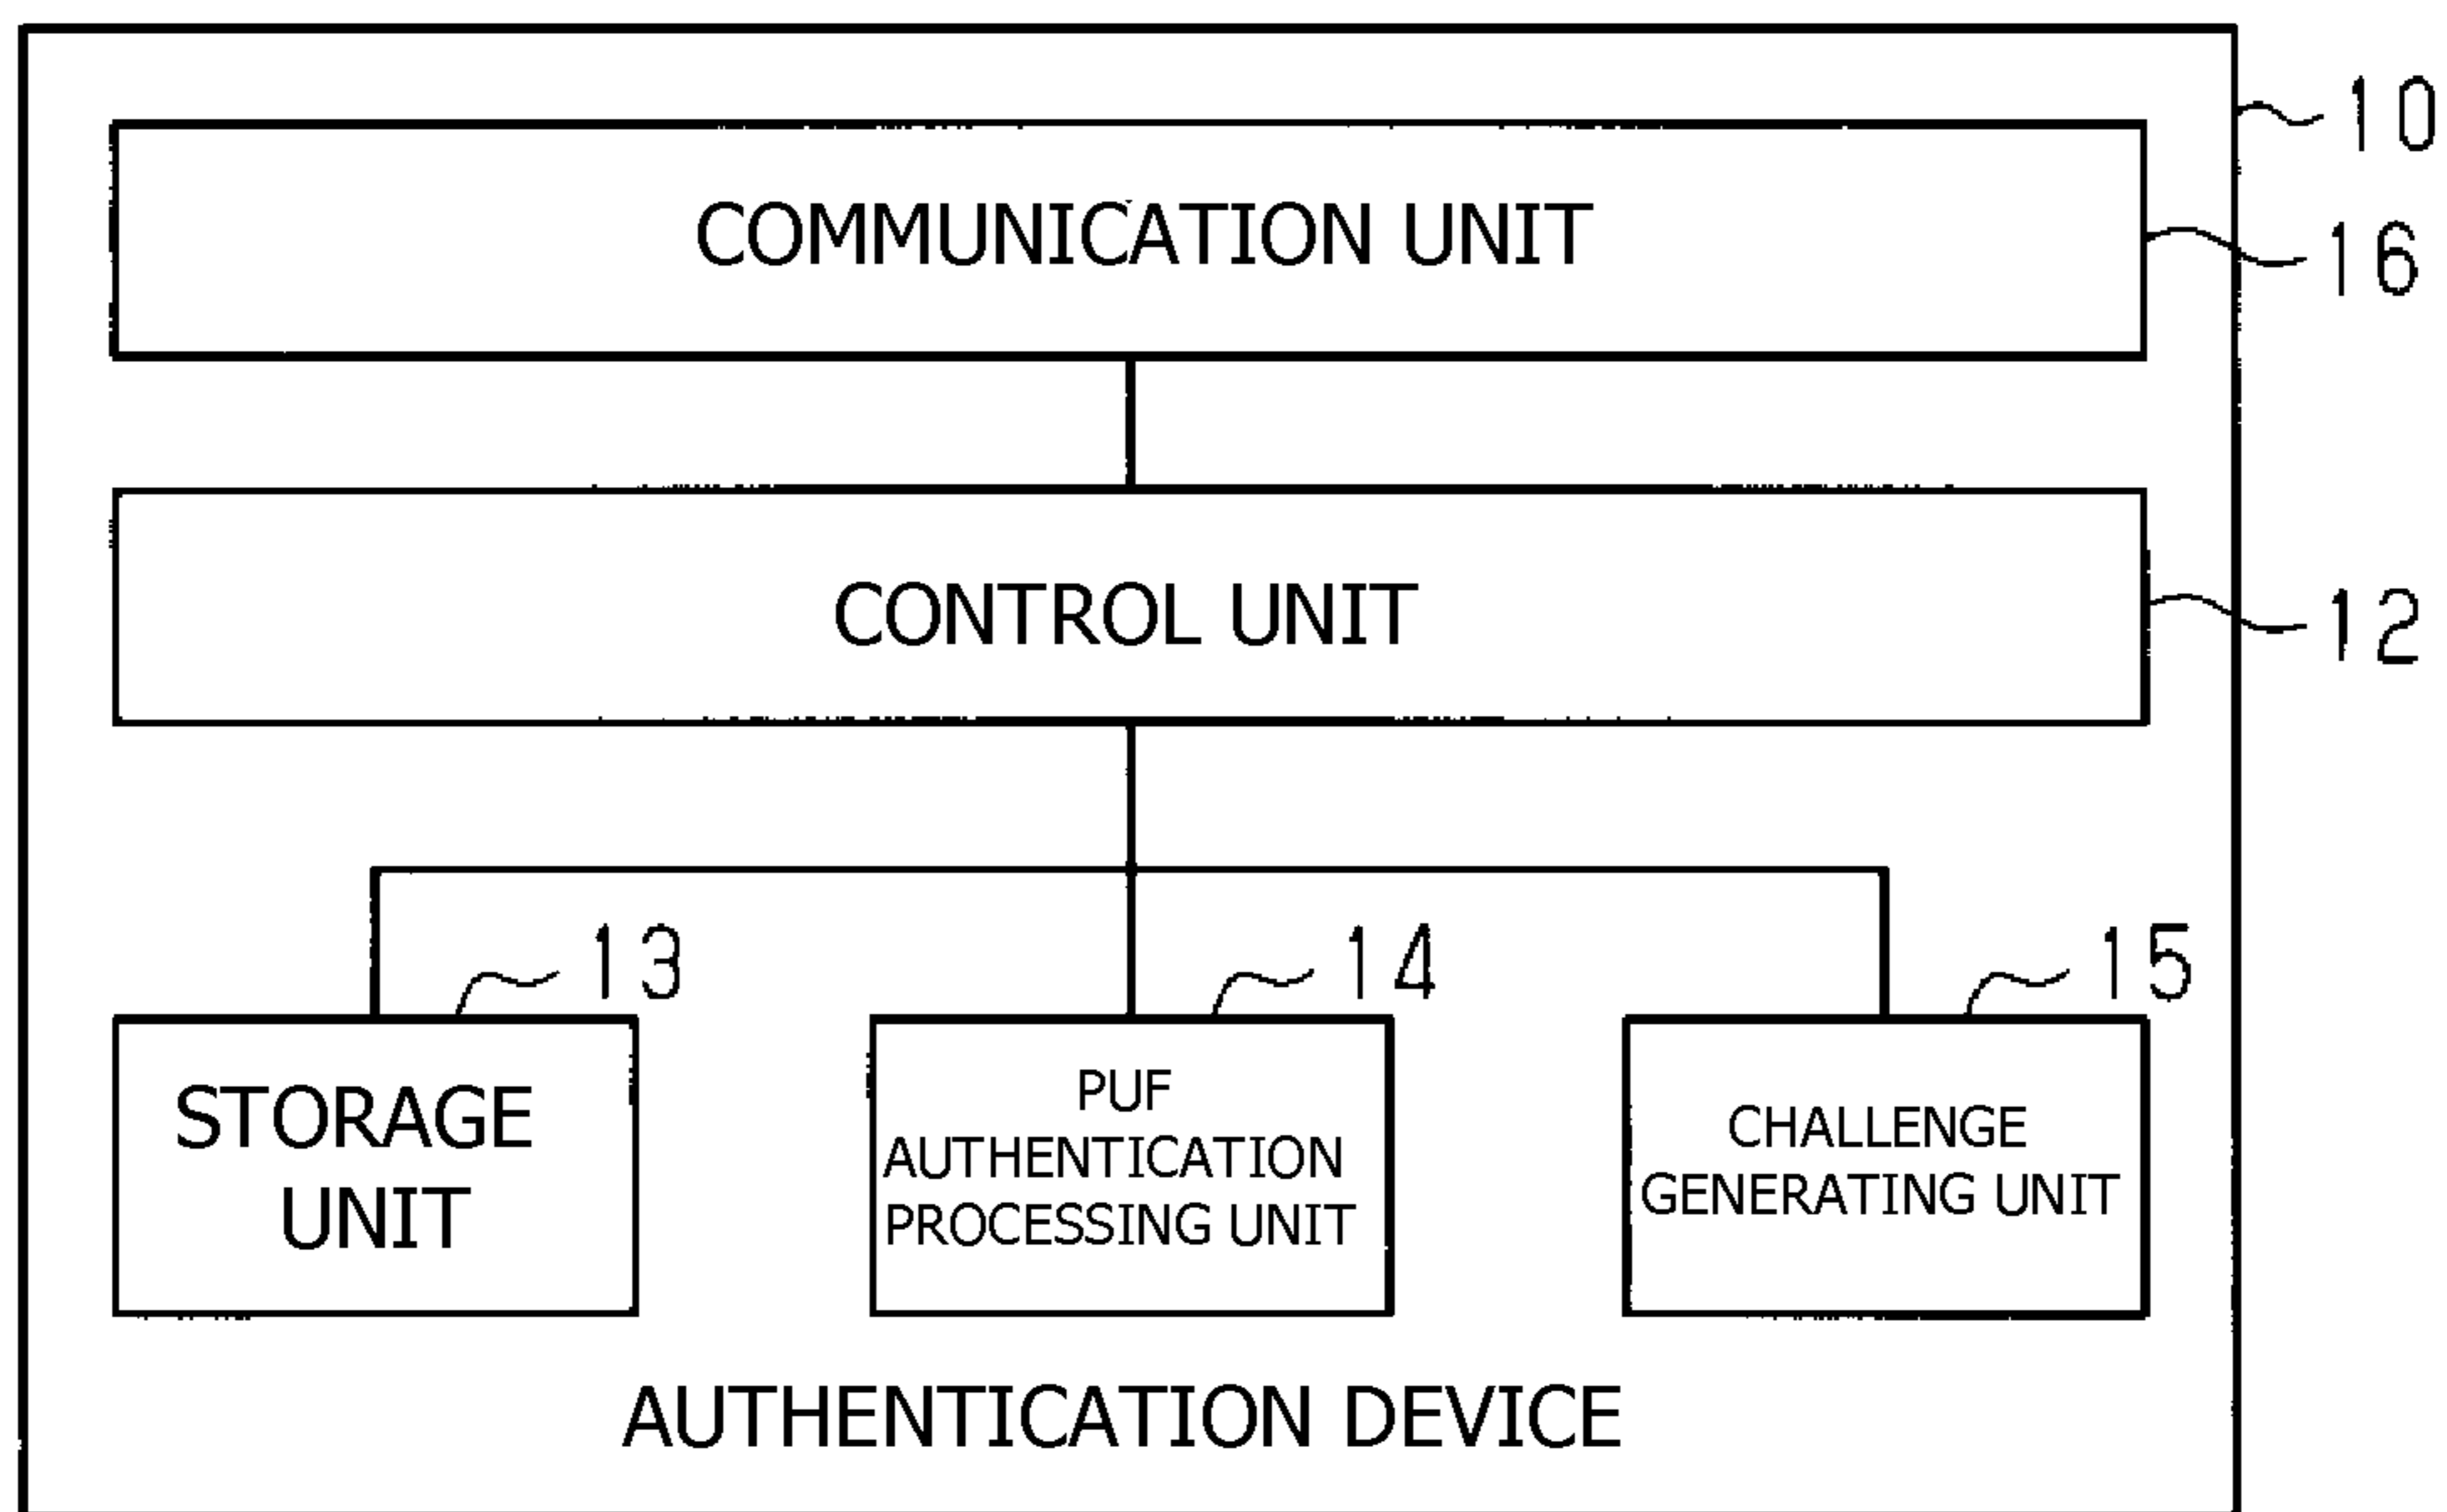 10
COMMUNICATION UNIT
16
CONTROL UNIT
12
13
14
15
STORAGE
UNIT
PUF
AUTHENTICATION
PROCESSING UNIT
CHALLENGE
GENERATING UNIT
AUTHENTICATION DEVICE